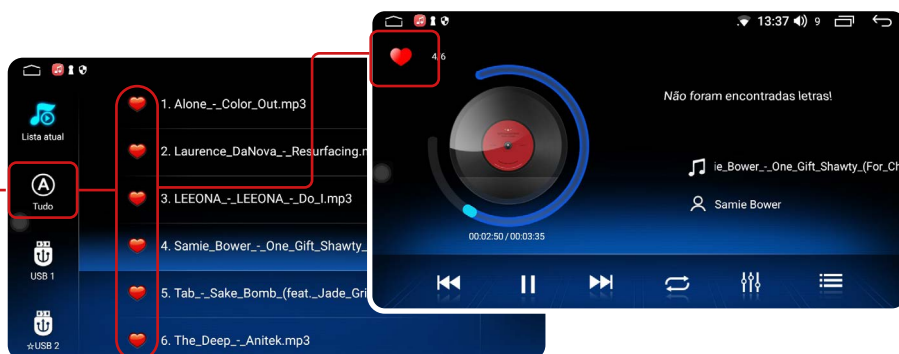 Lista atual
A
Tudo
USB 1
☆USB 2
1. Alone_-_Color_Out.mp3
2. Laurence_DaNova_-_Resurfacing.m
3. LEEONA_-_LEEONA_-_Do_I.mp3
4. Samie_Bower_-_One_Gift_Shawty_
5. Tab_-_Sake_Bomb_(feat._Jade_Gri
6. The_Deep_-_Anitek.mp3
13:37
9
4/6
Não foram encontradas letras!
ie_Bower_-_One_Gift_Shawty_(For_Ch
Samie Bower
00:02:50 / 00:03:35